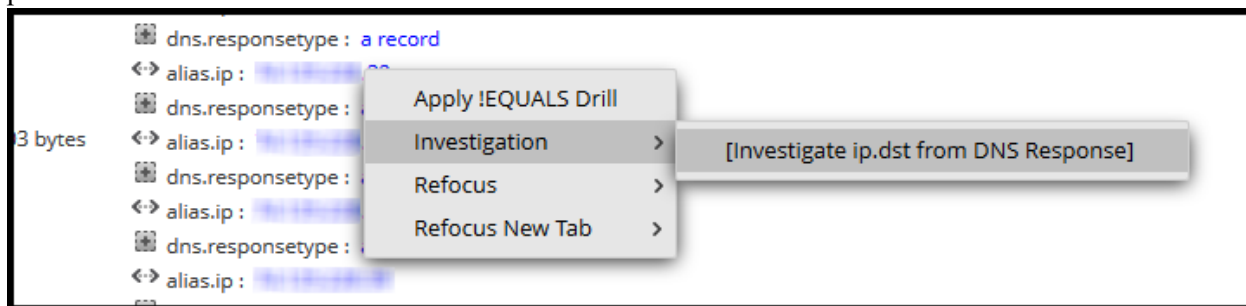 dns.responsetype : a record
alias.ip :
Apply !EQUALS Drill
dns.responsetype :
03 bytes alias.ip : Investigation > [Investigate ip.dst from DNS Response]
dns.responsetype :
Refocus >
alias.ip :
Refocus New Tab >
dns.responsetype :
alias.ip :